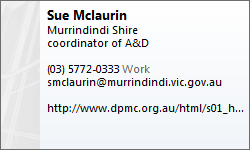 Sue Mclaurin
Murrindindi Shire
coordinator of A&D
(03) 5772-0333 Work
smclaurin@murrindindi.vic.gov.au
http://www.dpmc.org.au/html/s01_h...